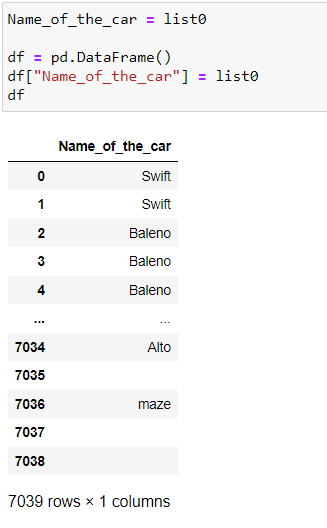 Name_of_the_car = list0
df = pd.DataFrame()
df["Name_of_the_car"] = list0
df
Name_of_the_car
0 Swift
1 Swift
2 Baleno
3 Baleno
4 Baleno
... ...
7034 Alto
7035
7036 maze
7037
7038
7039 rows × 1 columns